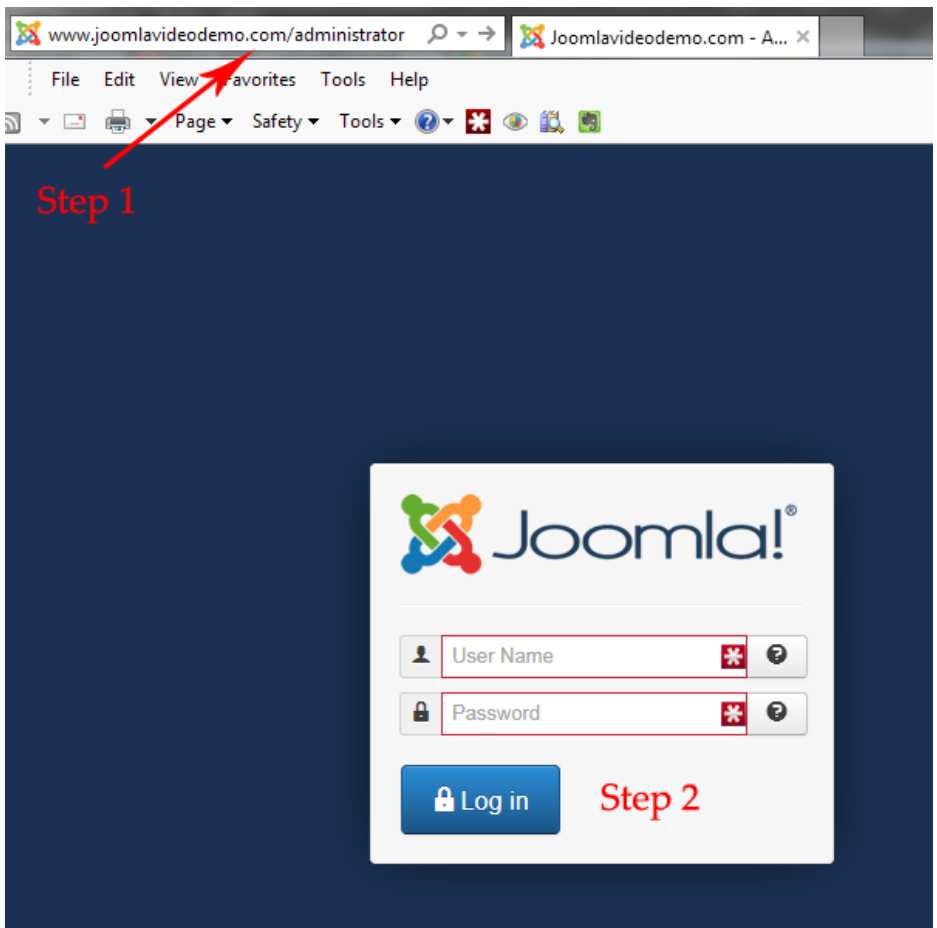 www.joomlavideodemo.com/administrator
Joomlavideodemo.com - A...
File Edit View Favorites Tools Help
Page Safety Tools
Step 1
Joomla!®
User Name
Password
Log in
Step 2